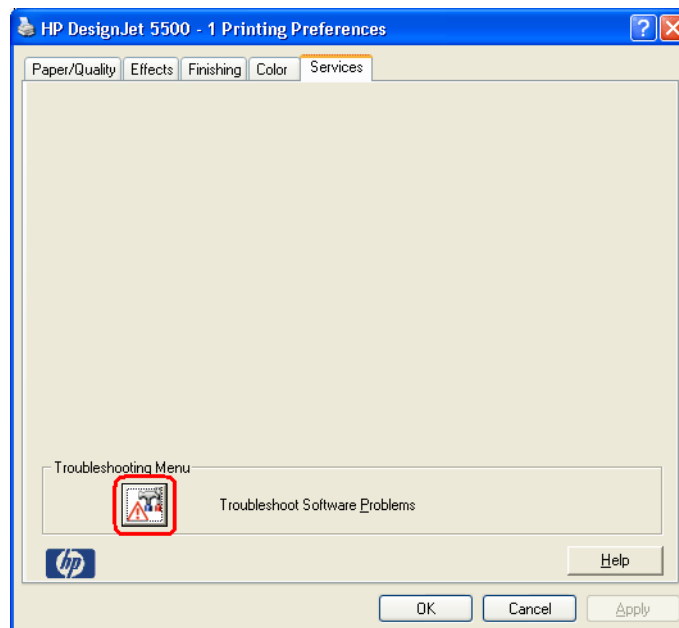 HP DesignJet 5500 - 1 Printing Preferences
Paper/Quality Effects Finishing Color Services
Troubleshooting Menu
Troubleshoot Software Problems
hp
Help
OK Cancel Apply